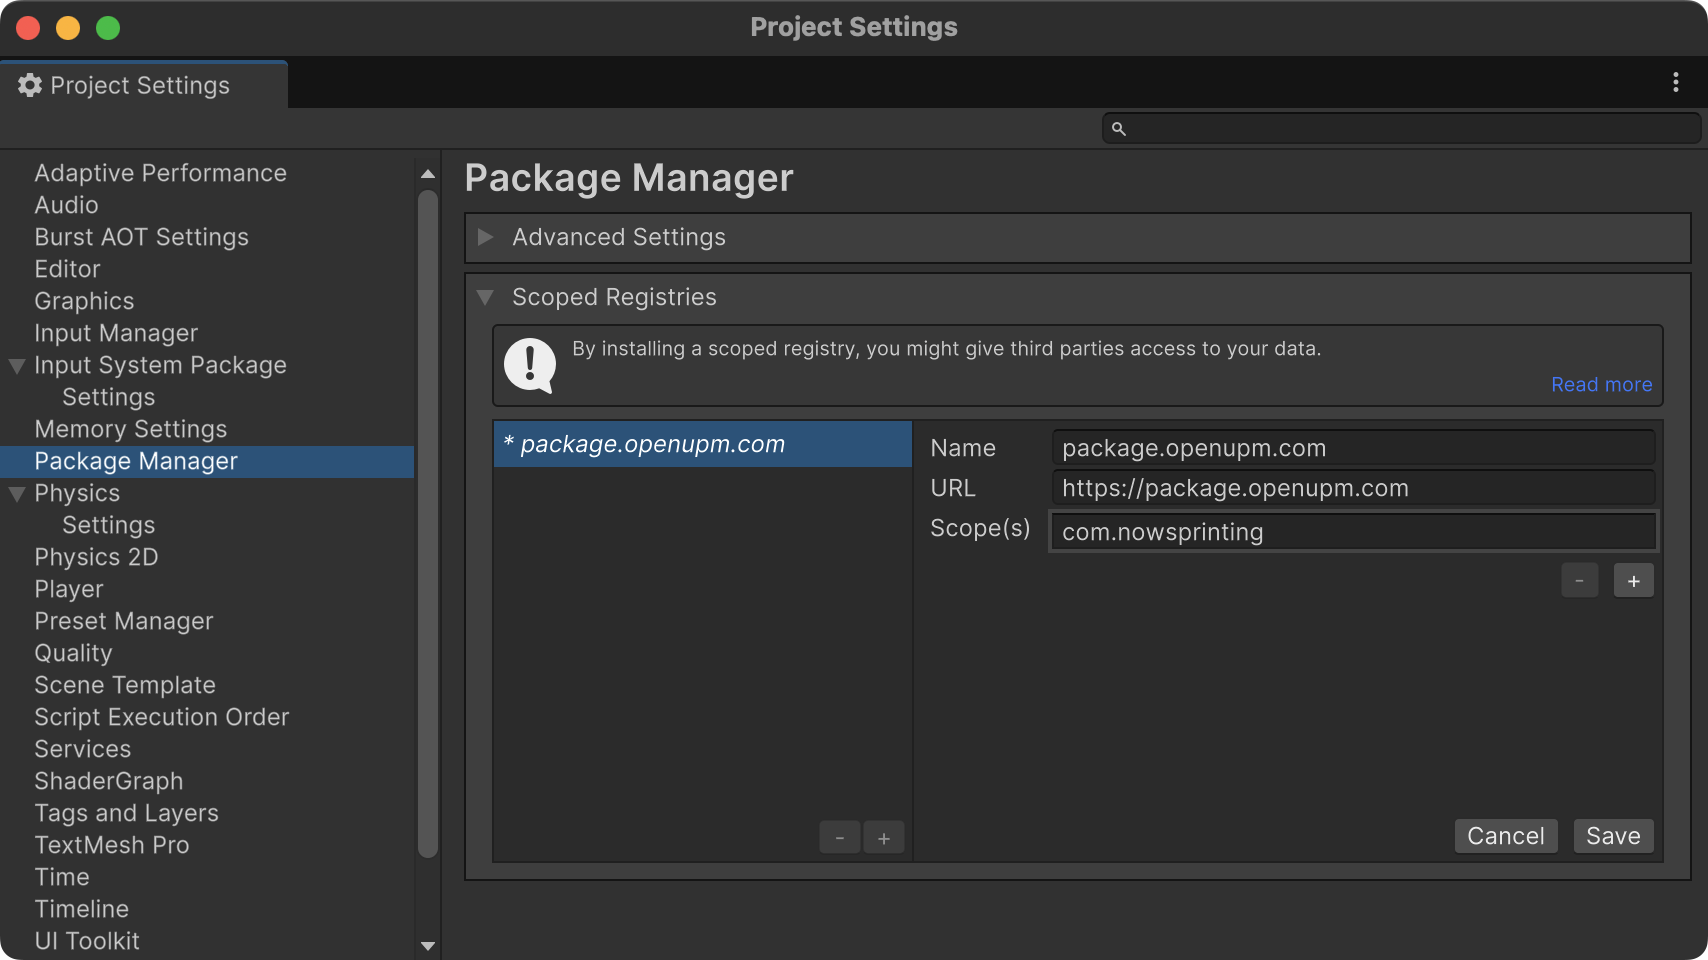 Project Settings
Project Settings
Adaptive Performance
Audio
Burst AOT Settings
Editor
Graphics
Input Manager
Input System Package
Settings
Memory Settings
Package Manager
Physics
Settings
Physics 2D
Player
Preset Manager
Quality
Scene Template
Script Execution Order
Services
ShaderGraph
Tags and Layers
TextMesh Pro
Time
Timeline
UI Toolkit
Package Manager
Advanced Settings
Scoped Registries
By installing a scoped registry, you might give third parties access to your data.
Read more
* package.openupm.com
- +
Name package.openupm.com
URL https://package.openupm.com
Scope(s) com.nowsprinting
- +
Cancel Save